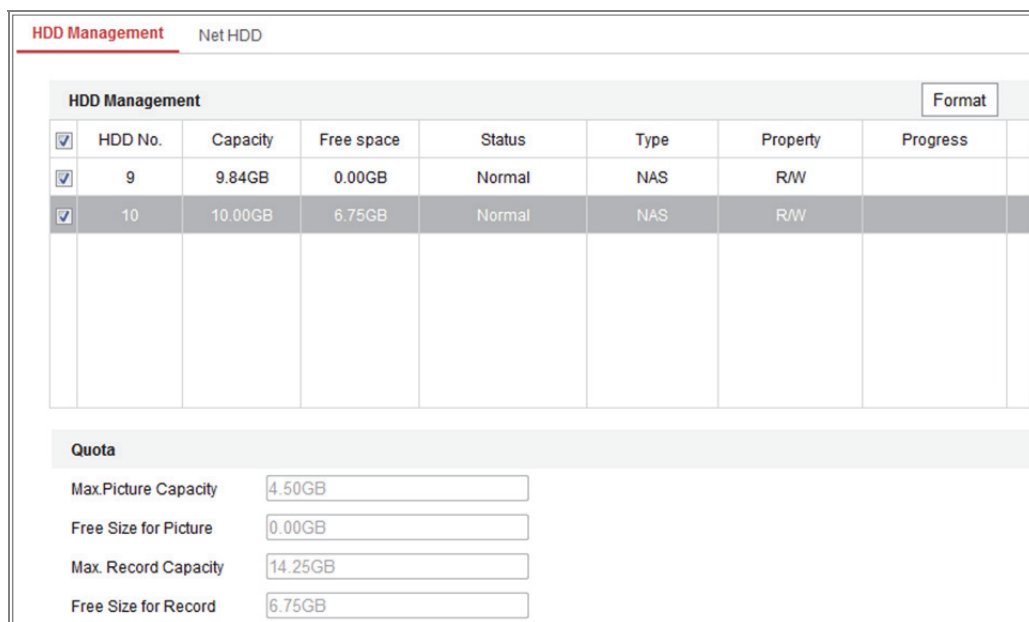 HDD Management Net HDD
HDD Management Format
HDD No. Capacity Free space Status Type Property Progress
9 9.84GB 0.00GB Normal NAS R/W
10 10.00GB 6.75GB Normal NAS R/W
Quota
Max.Picture Capacity 4.50GB
Free Size for Picture 0.00GB
Max. Record Capacity 14.25GB
Free Size for Record 6.75GB